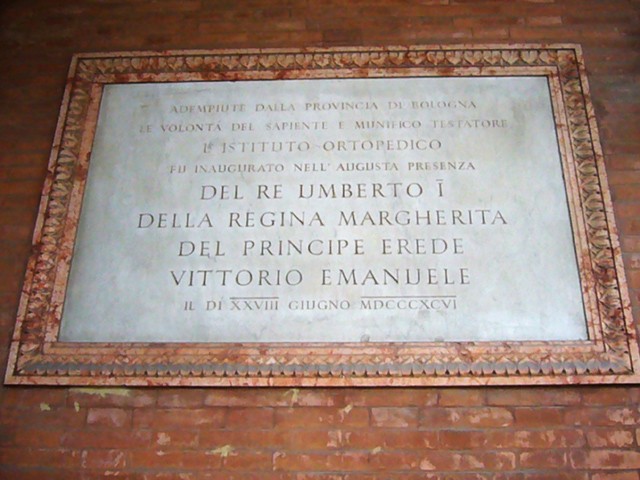 ADEMPIUTE DALLA PROVINCIA DI BOLOGNA
LE VOLONTÀ DEL SAPIENTE E MUNIFICO TESTATORE
L'ISTITUTO ORTOPEDICO
FU INAUGURATO NELL'AUGUSTA PRESENZA
DEL RE UMBERTO I
DELLA REGINA MARGHERITA
DEL PRINCIPE EREDE
VITTORIO EMANUELE
IL DI XXVIII GIUGNO MDCCCXCVI